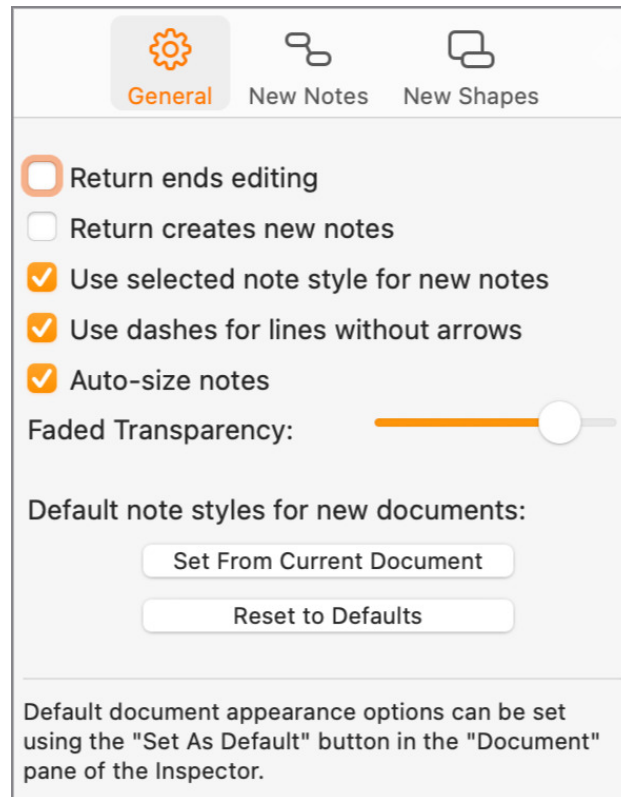 General New Notes New Shapes
Return ends editing
Return creates new notes
Use selected note style for new notes
Use dashes for lines without arrows
Auto-size notes
Faded Transparency:
Default note styles for new documents:
Set From Current Document
Reset to Defaults
Default document appearance options can be set
using the "Set As Default" button in the "Document"
pane of the Inspector.